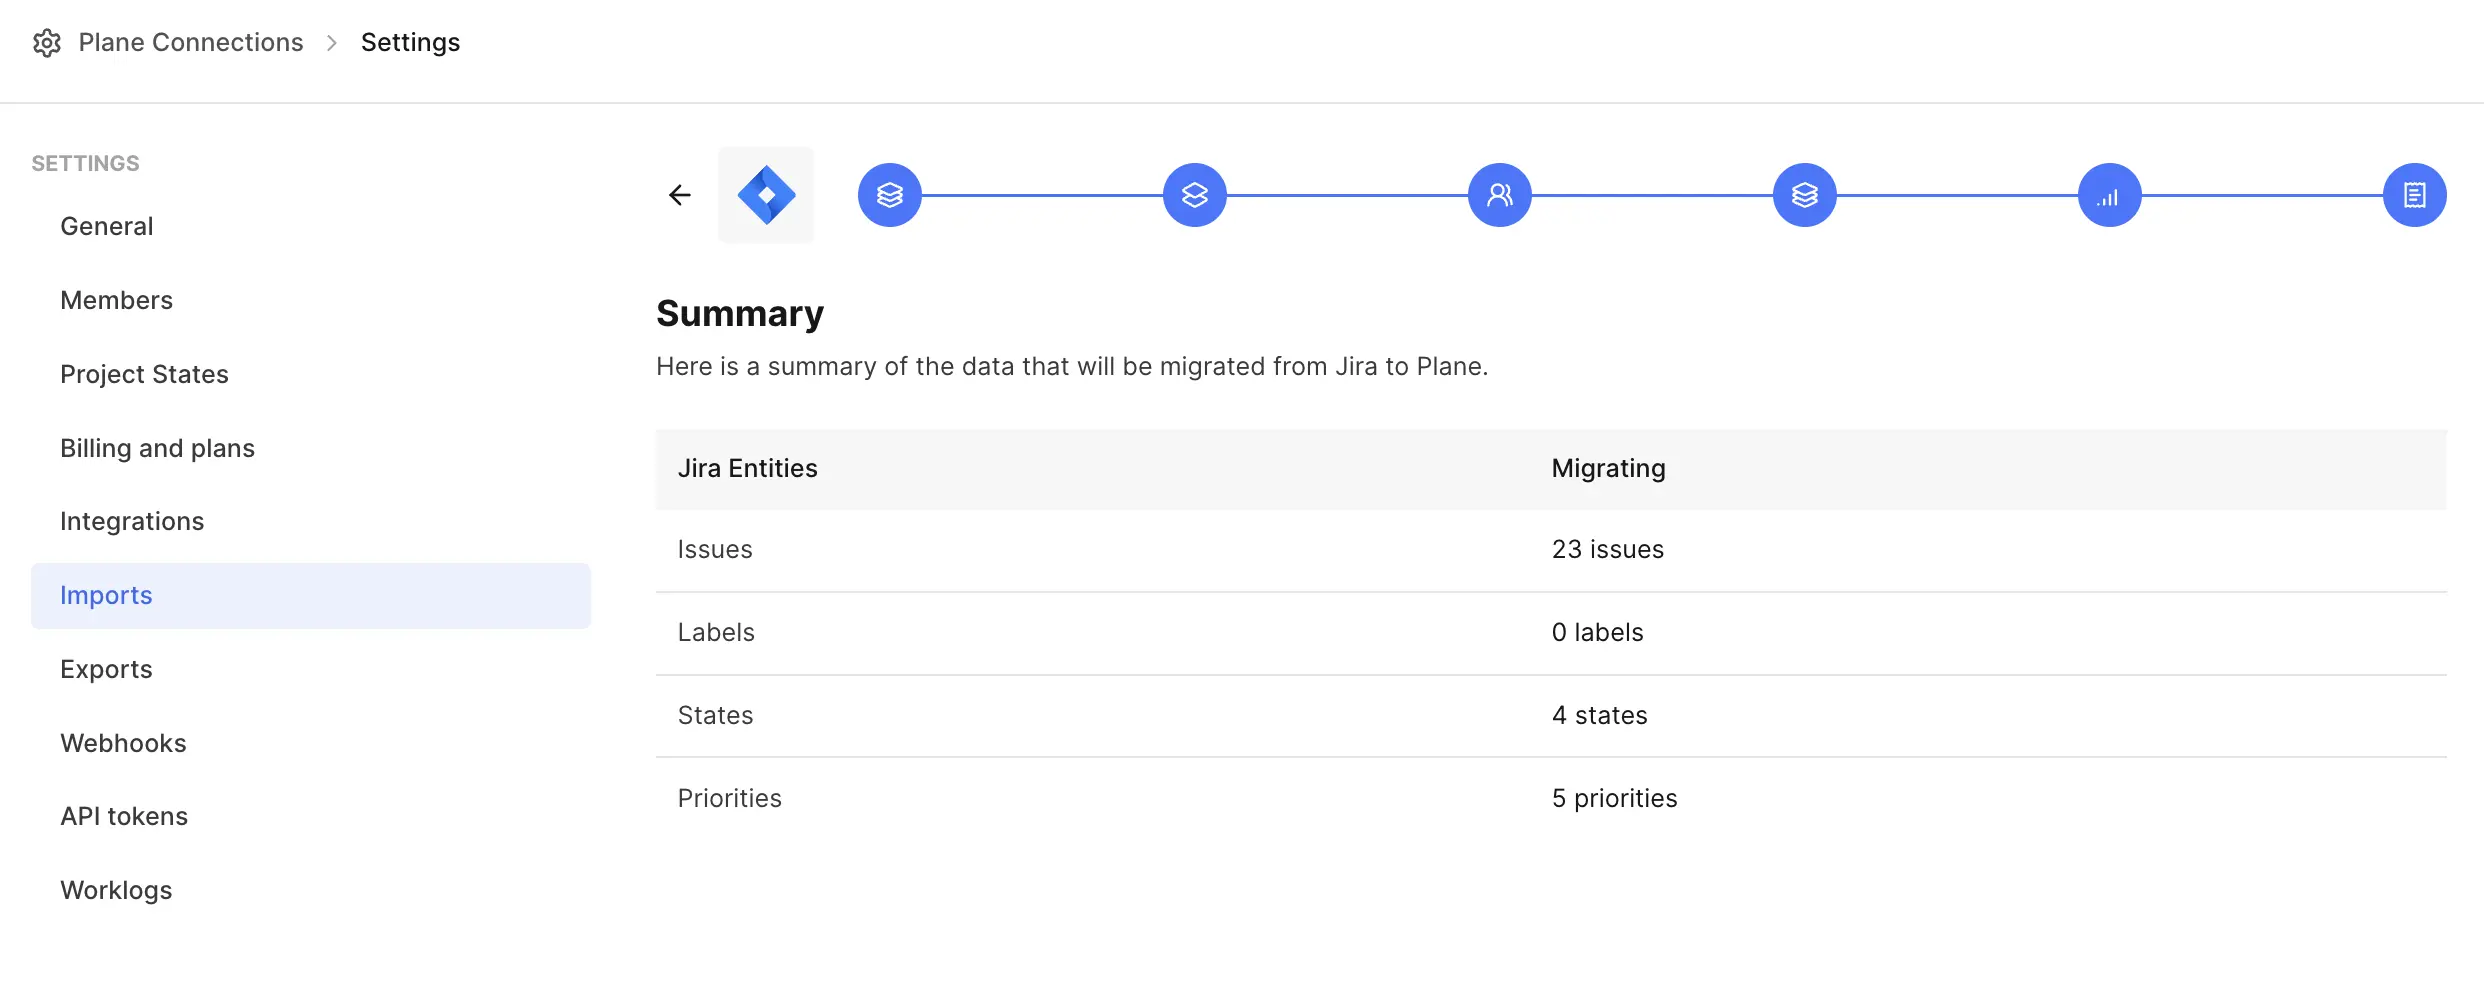 Plane Connections > Settings
SETTINGS
General
Members
Project States
Billing and plans
Integrations
Imports
Exports
Webhooks
API tokens
Worklogs
Summary
Here is a summary of the data that will be migrated from Jira to Plane.
Jira Entities Migrating
Issues 23 issues
Labels 0 labels
States 4 states
Priorities 5 priorities